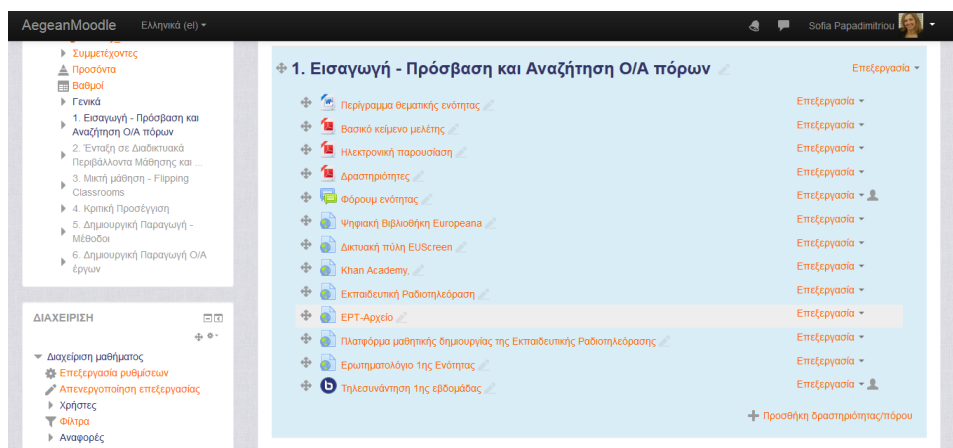 AegeanMoodle Ελληνικά (el) Sofia Papadimitriou
Συμμετέχοντες
Προσόντα
Βαθμοί
Γενικά
1. Εισαγωγή - Πρόσβαση και
Αναζήτηση Ο/Α πόρων
2. Ένταξη σε Διαδικτυακά
Περιβάλλοντα Μάθησης και ...
3. Μικτή μάθηση - Flipping
Classrooms
4. Κριτική Προσέγγιση
5. Δημιουργική Παραγωγή -
Μέθοδοι
6. Δημιουργική Παραγωγή Ο/Α
έργων
ΔΙΑΧΕΙΡΙΣΗ
Διαχείριση μαθήματος
Επεξεργασία ρυθμίσεων
Απενεργοποίηση επεξεργασίας
Χρήστες
Φίλτρα
Αναφορές
1. Εισαγωγή - Πρόσβαση και Αναζήτηση Ο/Α πόρων Επεξεργασία
Περίγραμμα θεματικής ενότητας Επεξεργασία
Βασικό κείμενο μελέτης Επεξεργασία
Ηλεκτρονική παρουσίαση Επεξεργασία
Δραστηριότητες Επεξεργασία
Φόρουμ ενότητας Επεξεργασία
Ψηφιακή Βιβλιοθήκη Europeana Επεξεργασία
Δικτυακή πύλη EUScreen Επεξεργασία
Khan Academy. Επεξεργασία
Εκπαιδευτική Ραδιοτηλεόραση Επεξεργασία
ΕΡΤ-Αρχείο Επεξεργασία
Πλατφόρμα μαθητικής δημιουργίας της Εκπαιδευτικής Ραδιοτηλεόρασης Επεξεργασία
Ερωτηματολόγιο 1ης Ενότητας Επεξεργασία
Τηλεσυνάντηση 1ης εβδομάδας Επεξεργασία
Προσθήκη δραστηριότητας/πόρου